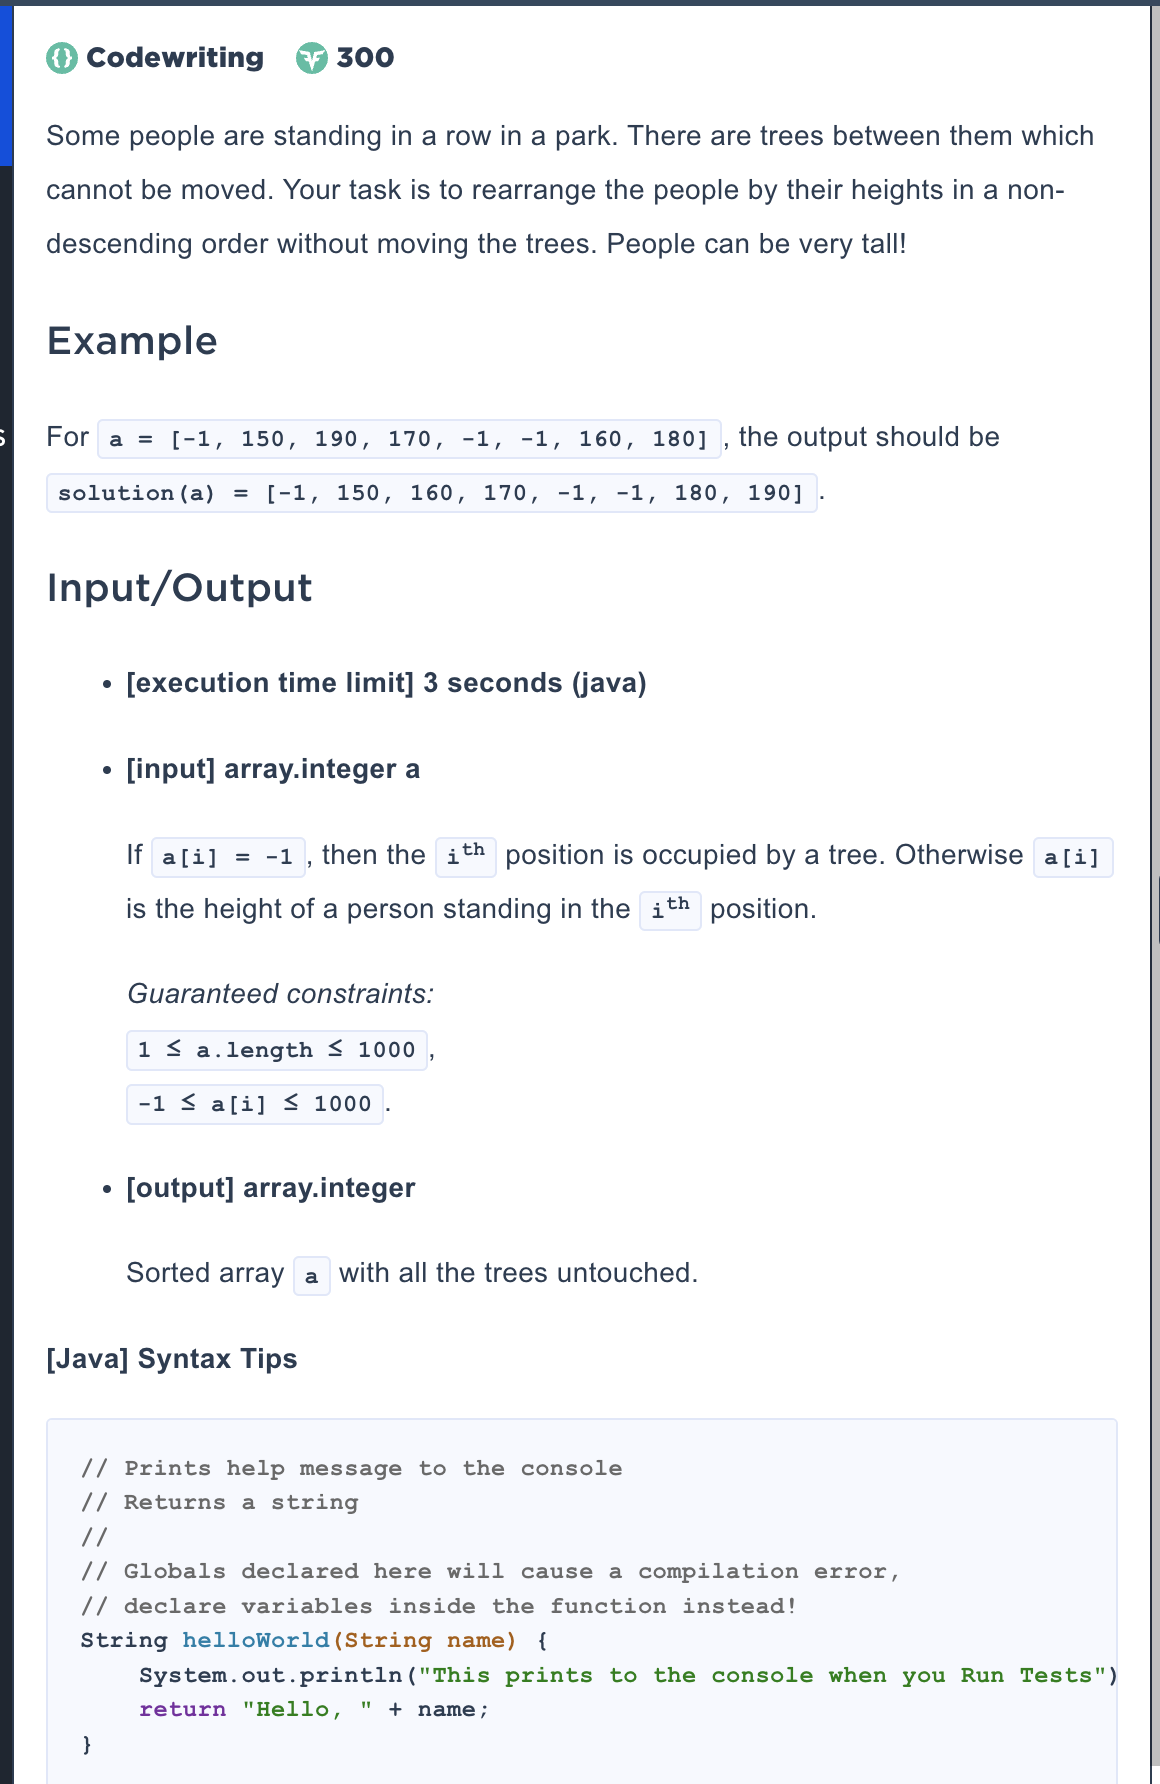 Codewriting 300
Some people are standing in a row in a park. There are trees between them which
cannot be moved. Your task is to rearrange the people by their heights in a non-
descending order without moving the trees. People can be very tall!
Example
For a = [-1, 150, 190, 170, -1, -1, 160, 180], the output should be
solution(a) = [-1, 150, 160, 170, -1, -1, 180, 190].
Input/Output
• [execution time limit] 3 seconds (java)
• [input] array.integer a
If a[i] = -1, then the iᵗʰ position is occupied by a tree. Otherwise a[i]
is the height of a person standing in the iᵗʰ position.
Guaranteed constraints:
1 ≤ a.length ≤ 1000,
-1 ≤ a[i] ≤ 1000.
• [output] array.integer
Sorted array a with all the trees untouched.
[Java] Syntax Tips
// Prints help message to the console
// Returns a string
//
// Globals declared here will cause a compilation error,
// declare variables inside the function instead!
String helloWorld(String name) {
    System.out.println("This prints to the console when you Run Tests")
    return "Hello, " + name;
}